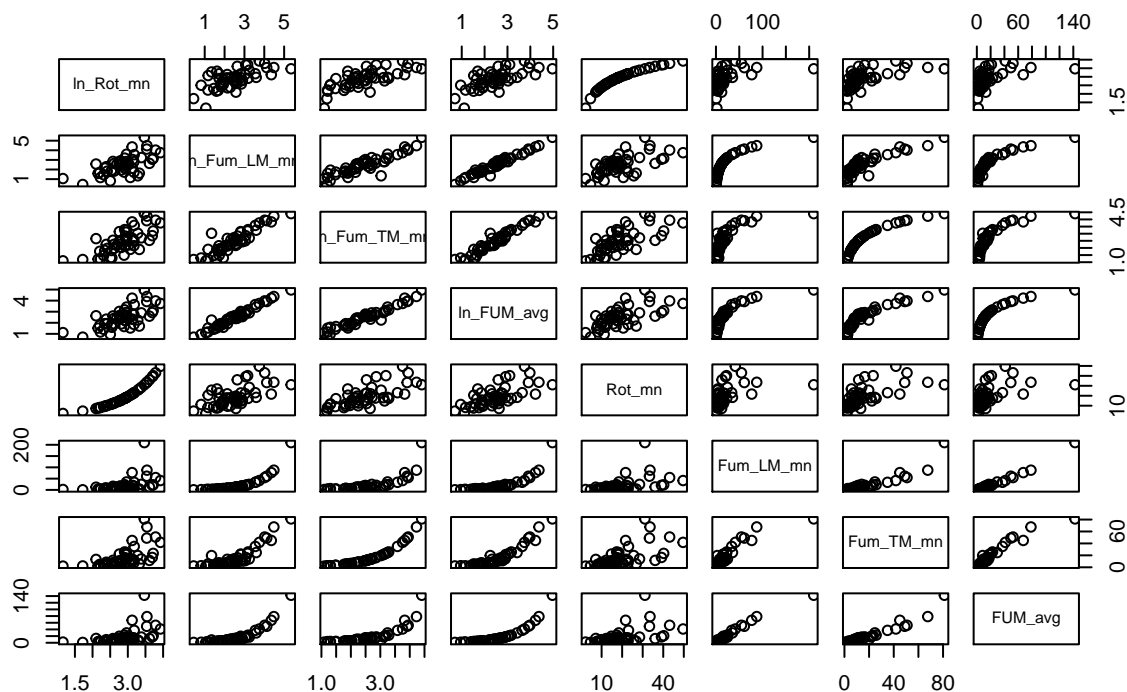 1 3 5 1 3 5 0 100 0 60 140
ln_Rot_mn 1.5
1 5 n_Fum_LM_mn
n_Fum_TM_mn 1.0 4.5
1 4 ln_FUM_avg
Rot_mn 10
0 200 Fum_LM_mn
Fum_TM_mn 0 60
0 140 FUM_avg
1.5 3.0 1.0 3.0 10 40 0 40 80